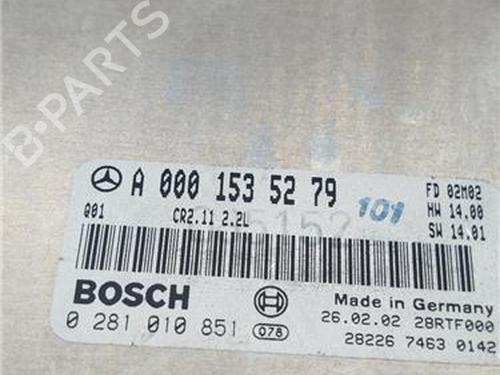 B-PARTS
A 000 153 52 79
101
FD 02M02
Q01
CR2.11 2.2L
HW 14.00
SW 14.01
BOSCH
Made in Germany
0 281 010 851
078
26.02.02 28RTF000
28226 7463 0142